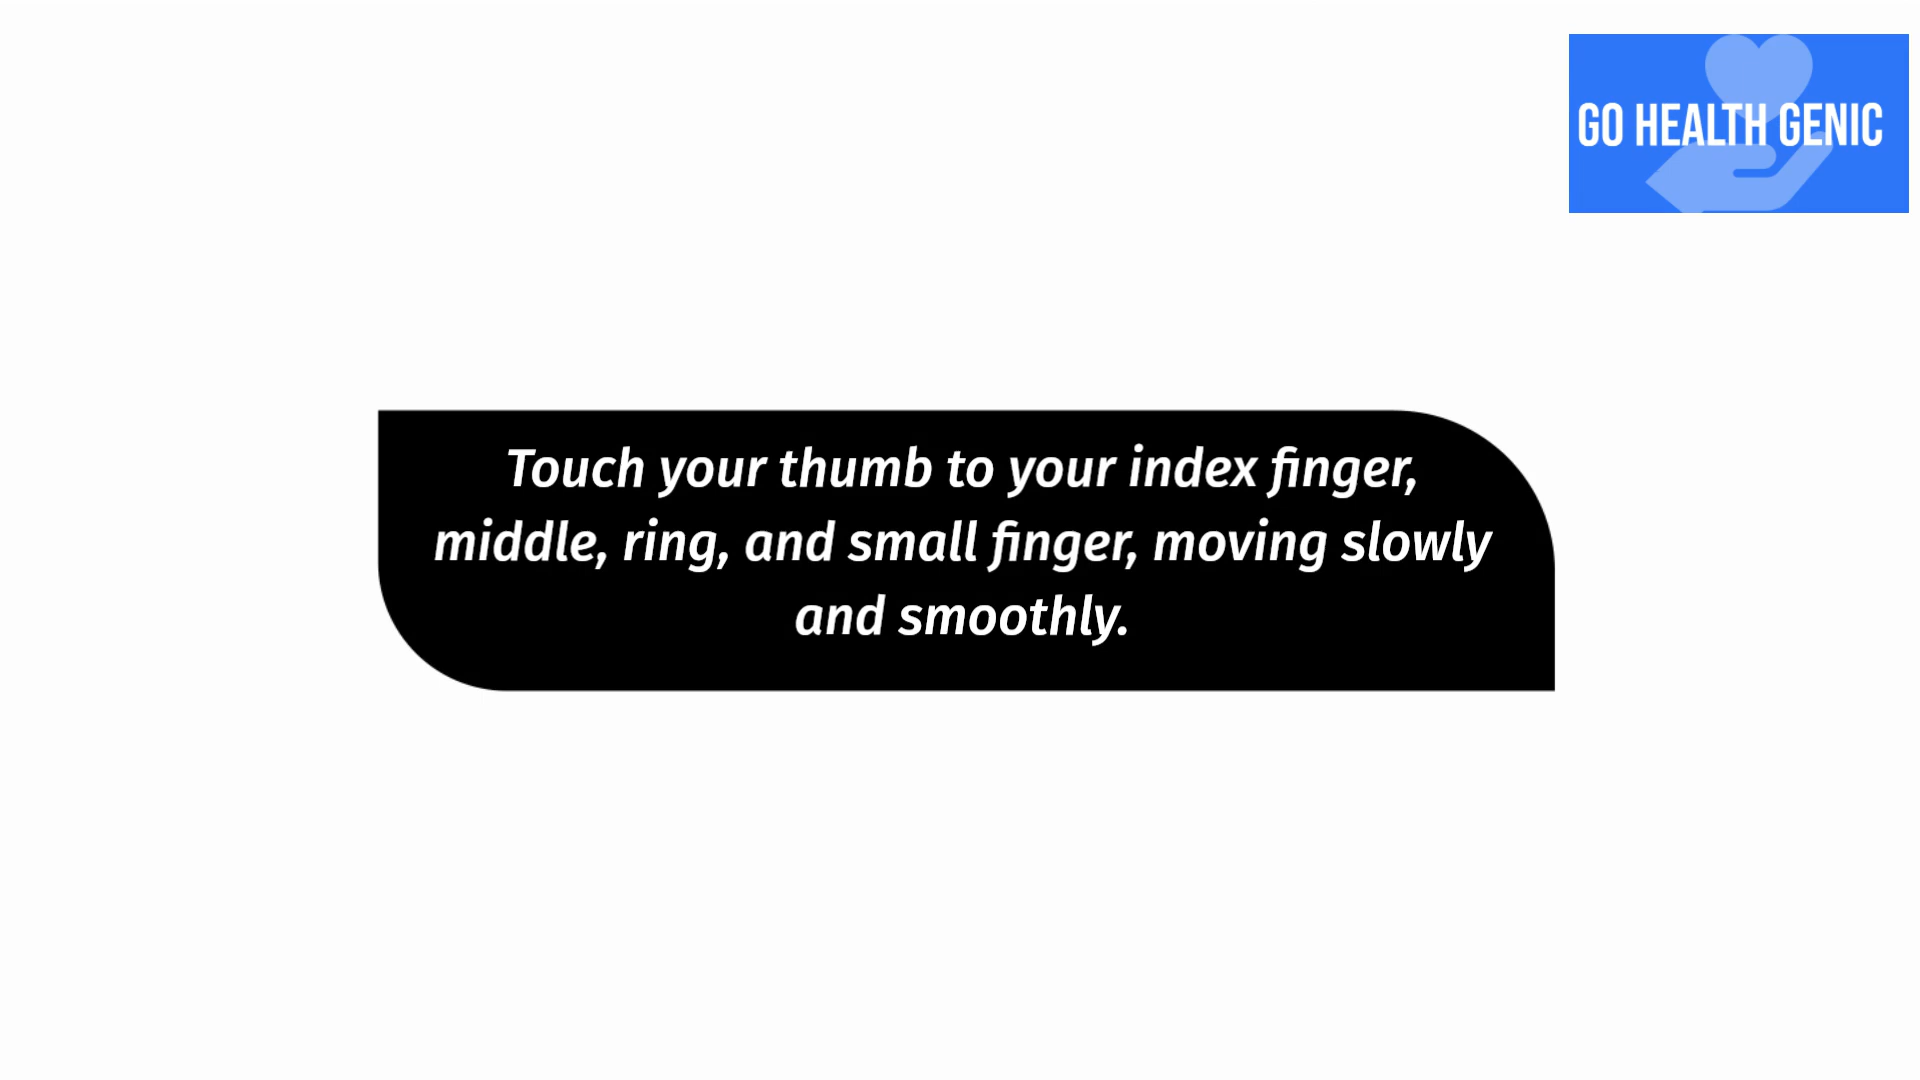 GO HEALTH GENIC
Touch your thumb to your index finger,
middle, ring, and small finger, moving slowly
and smoothly.